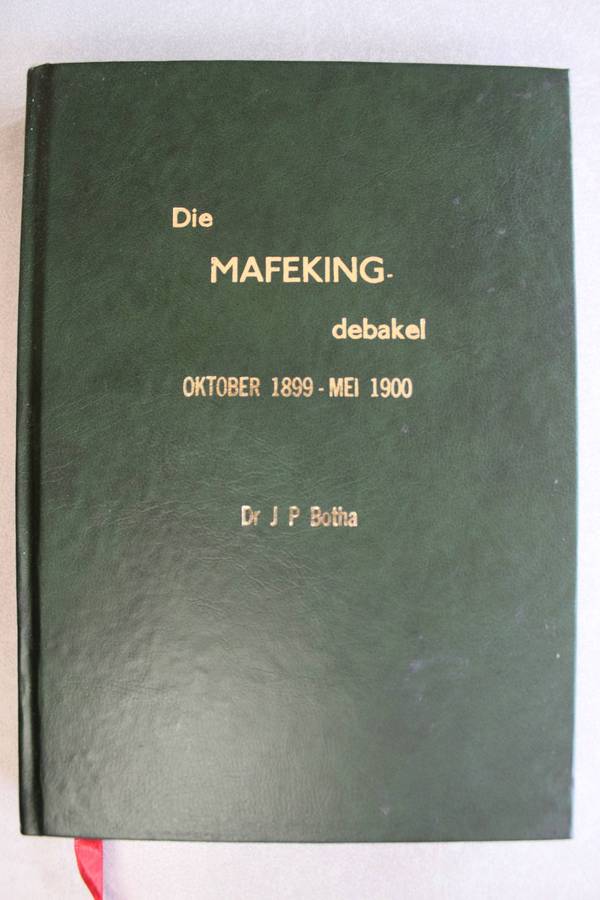 Die
MAFEKING-
debakel
OKTOBER 1899 - MEI 1900
Dr J P Botha